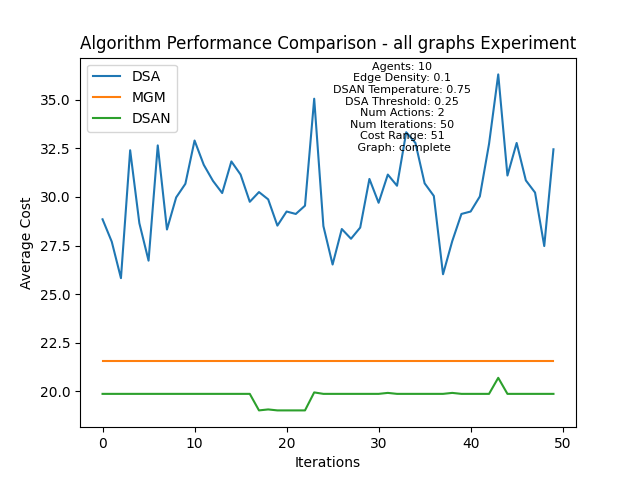 Algorithm Performance Comparison - all graphs Experiment
DSA
MGM
DSAN
Agents: 10
Edge Density: 0.1
DSAN Temperature: 0.75
DSA Threshold: 0.25
Num Actions: 2
Num Iterations: 50
Cost Range: 51
Graph: complete
Average Cost
35.0
32.5
30.0
27.5
25.0
22.5
20.0
0
10
20
30
40
50
Iterations